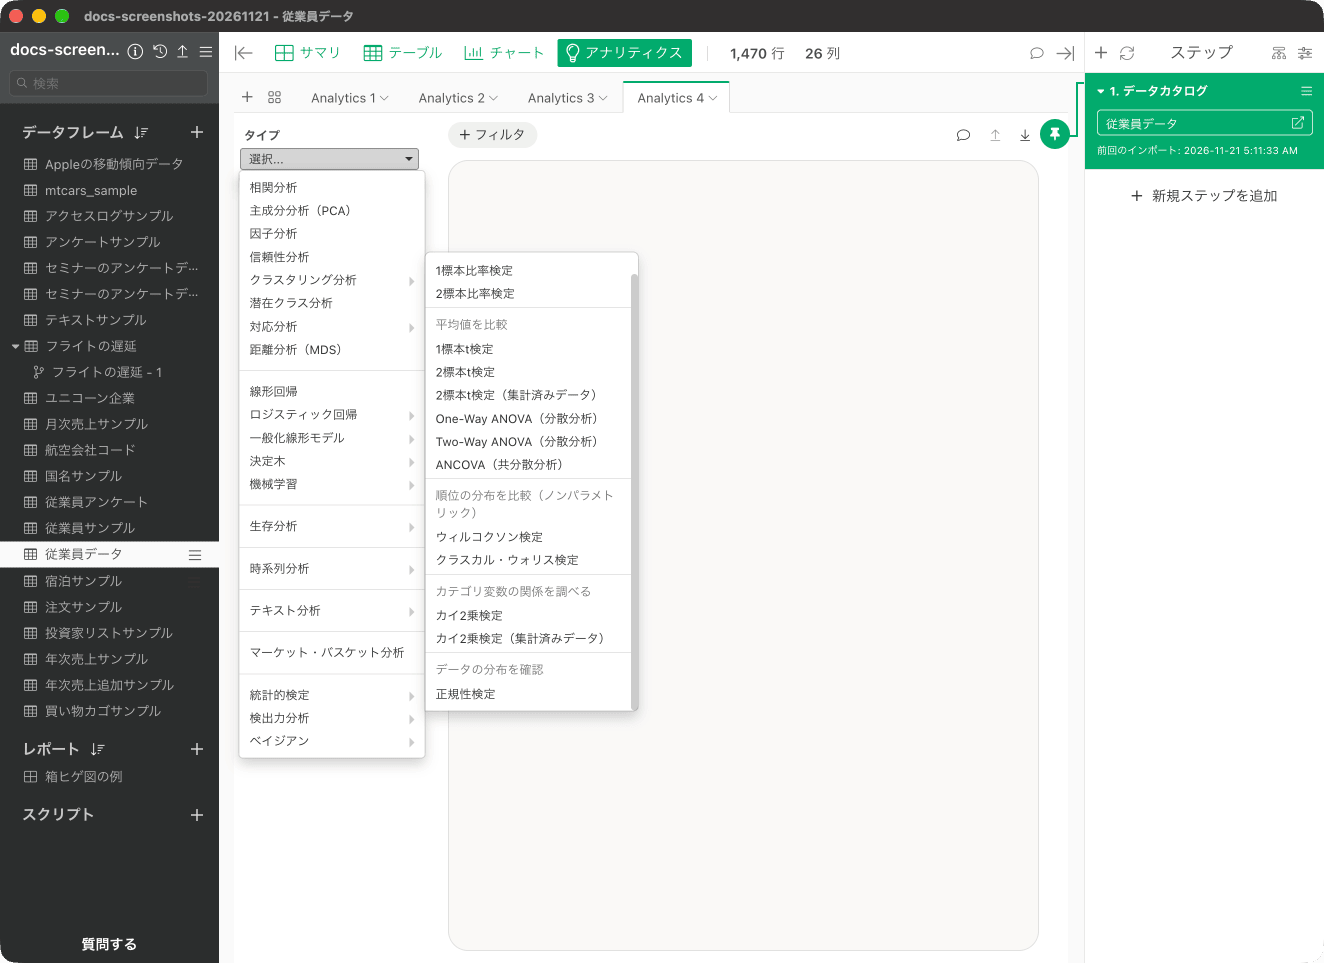 docs-screenshots-20261121 - 従業員データ
docs-screen...
検索
データフレーム
Appleの移動傾向データ
mtcars_sample
アクセスログサンプル
アンケートサンプル
セミナーのアンケートデ...
セミナーのアンケートデ...
テキストサンプル
フライトの遅延
フライトの遅延 - 1
ユニコーン企業
月次売上サンプル
航空会社コード
国名サンプル
従業員アンケート
従業員サンプル
従業員データ
宿泊サンプル
注文サンプル
投資家リストサンプル
年次売上サンプル
年次売上追加サンプル
買い物カゴサンプル
レポート
箱ヒゲ図の例
スクリプト
質問する
サマリ
テーブル
チャート
アナリティクス
1,470 行
26 列
Analytics 1
Analytics 2
Analytics 3
Analytics 4
タイプ
選択...
+ フィルタ
相関分析
主成分分析（PCA）
因子分析
信頼性分析
クラスタリング分析
潜在クラス分析
対応分析
距離分析（MDS）
線形回帰
ロジスティック回帰
一般化線形モデル
決定木
機械学習
生存分析
時系列分析
テキスト分析
マーケット・バスケット分析
統計的検定
検出力分析
ベイジアン
1標本比率検定
2標本比率検定
平均値を比較
1標本t検定
2標本t検定
2標本t検定（集計済みデータ）
One-Way ANOVA（分散分析）
Two-Way ANOVA（分散分析）
ANCOVA（共分散分析）
順位の分布を比較（ノンパラメト
リック）
ウィルコクソン検定
クラスカル・ウォリス検定
カテゴリ変数の関係を調べる
カイ2乗検定
カイ2乗検定（集計済みデータ）
データの分布を確認
正規性検定
ステップ
1. データカタログ
従業員データ
前回のインポート: 2026-11-21 5:11:33 AM
+ 新規ステップを追加